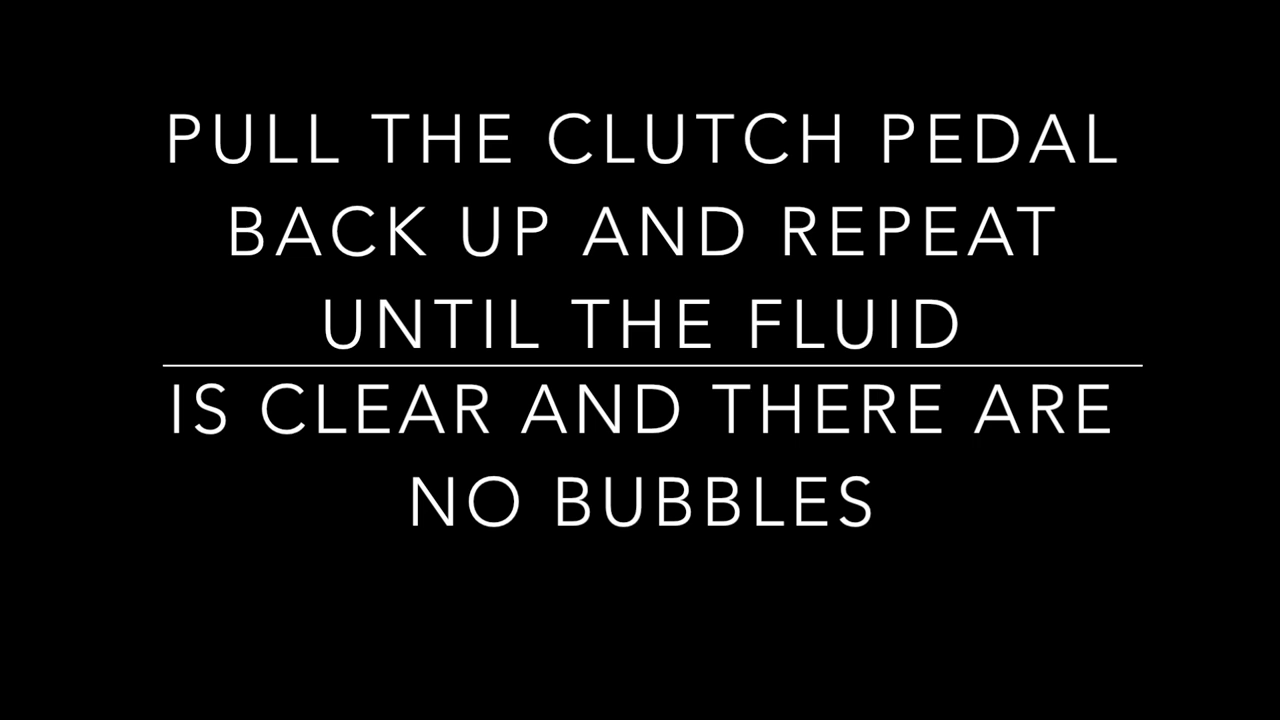 PULL THE CLUTCH PEDAL
BACK UP AND REPEAT
UNTIL THE FLUID
IS CLEAR AND THERE ARE
NO BUBBLES